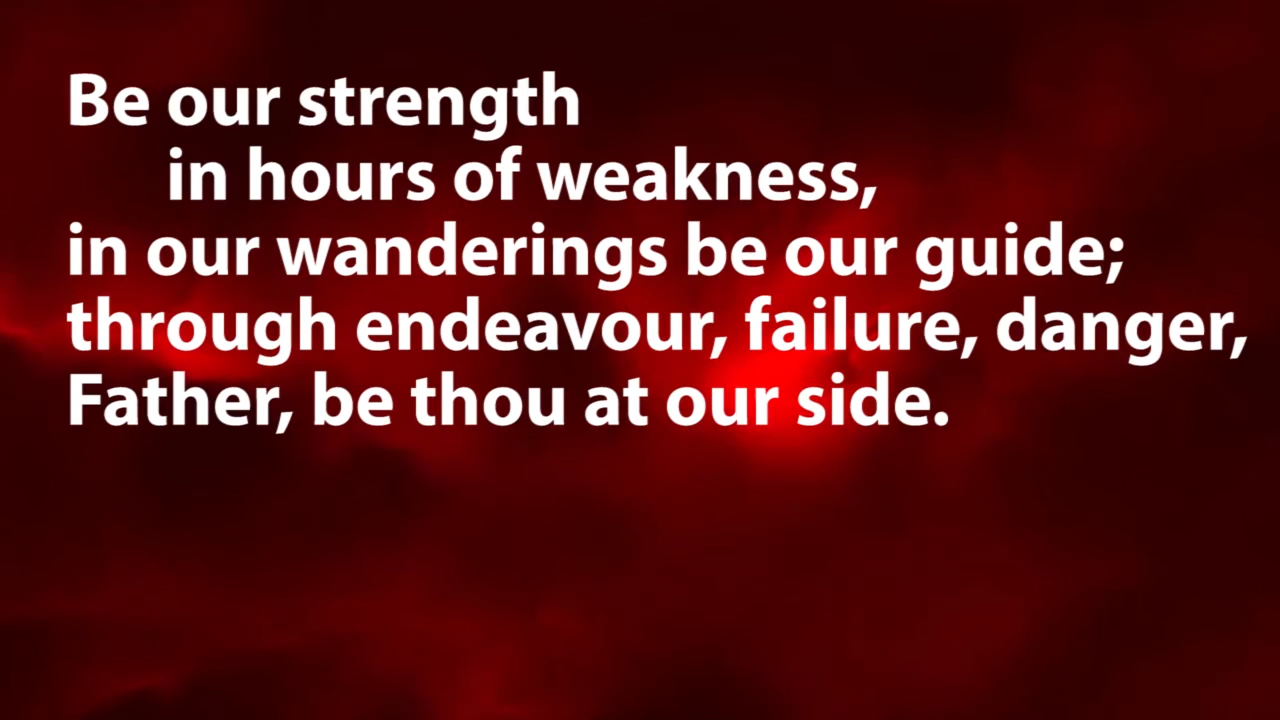 Be our strength
in hours of weakness,
in our wanderings be our guide;
through endeavour, failure, danger,
Father, be thou at our side.